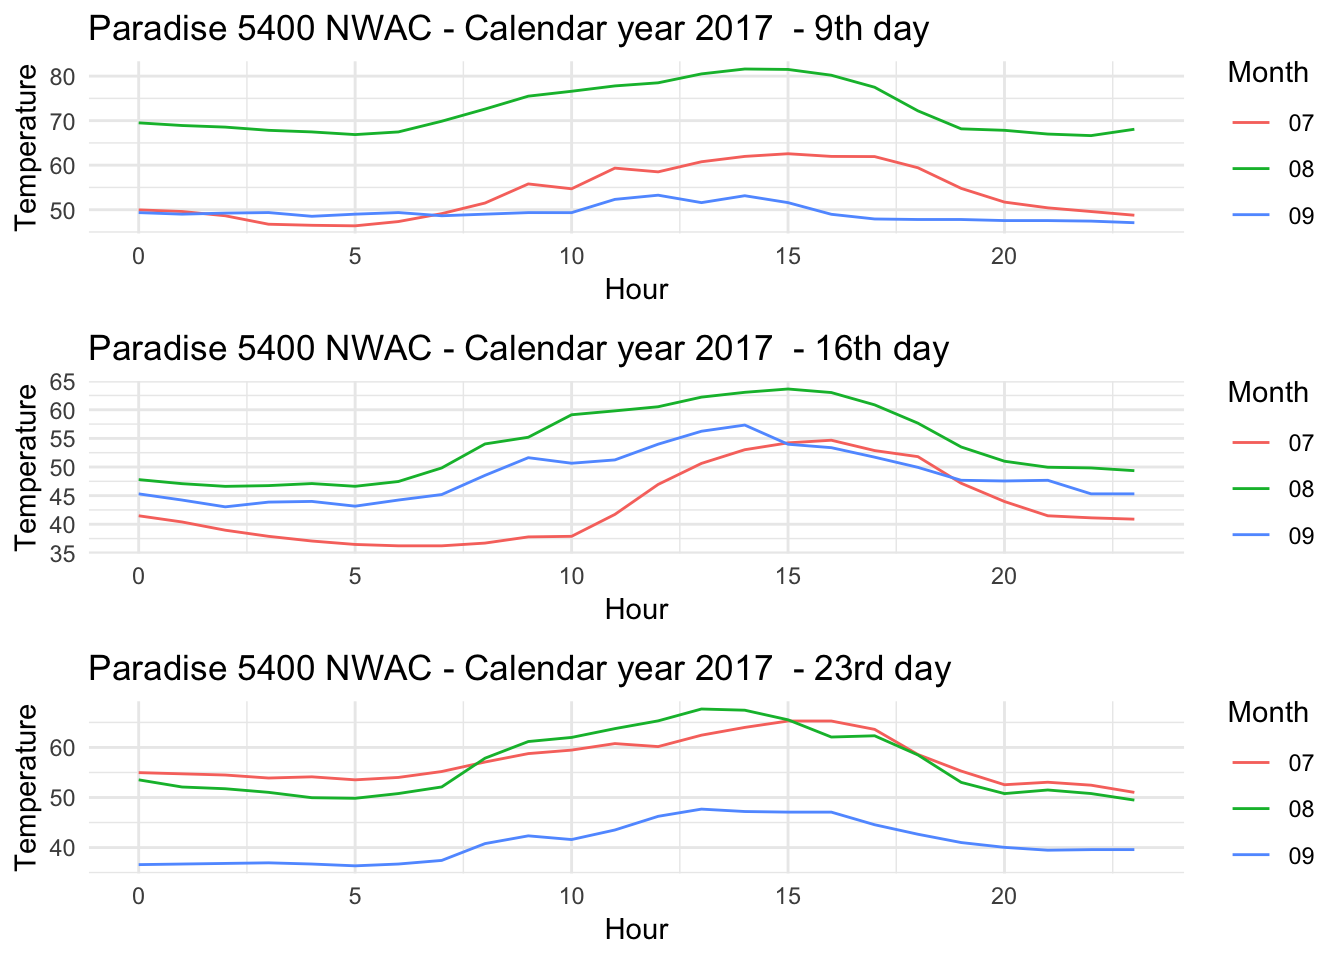 Paradise 5400 NWAC - Calendar year 2017  - 9th day
Temperature
80
70
60
50
0 5 10 15 20
Hour
Month
07
08
09
Paradise 5400 NWAC - Calendar year 2017  - 16th day
Temperature
65
60
55
50
45
40
35
0 5 10 15 20
Hour
Month
07
08
09
Paradise 5400 NWAC - Calendar year 2017  - 23rd day
Temperature
60
50
40
0 5 10 15 20
Hour
Month
07
08
09